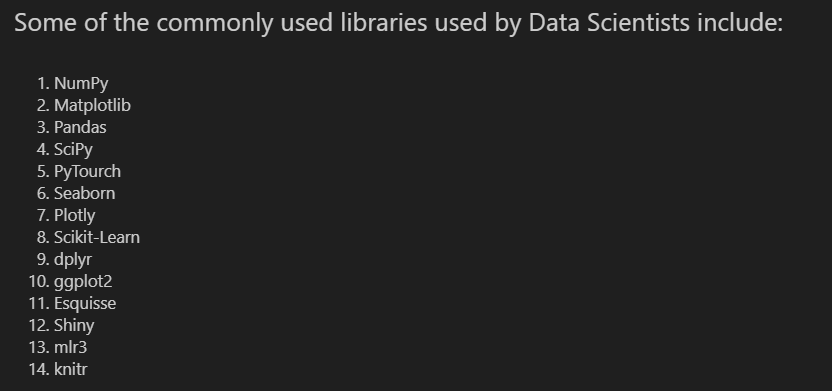 Some of the commonly used libraries used by Data Scientists include:
1. NumPy
2. Matplotlib
3. Pandas
4. SciPy
5. PyTourch
6. Seaborn
7. Plotly
8. Scikit-Learn
9. dplyr
10. ggplot2
11. Esquisse
12. Shiny
13. mlr3
14. knitr